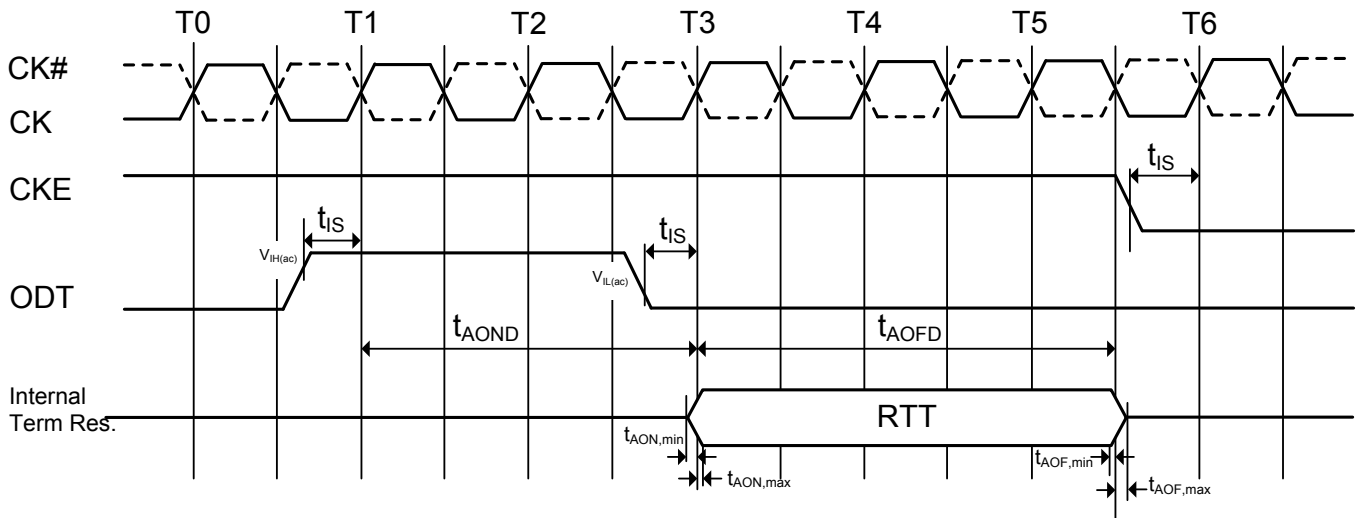 T0 T1 T2 T3 T4 T5 T6
CK#
CK
CKE
tIS
tIS
tIS
VIH(ac)
VIL(ac)
ODT
tAOND
tAOFD
Internal
Term Res.
RTT
tAON,min
tAOF,min
tAON,max
tAOF,max